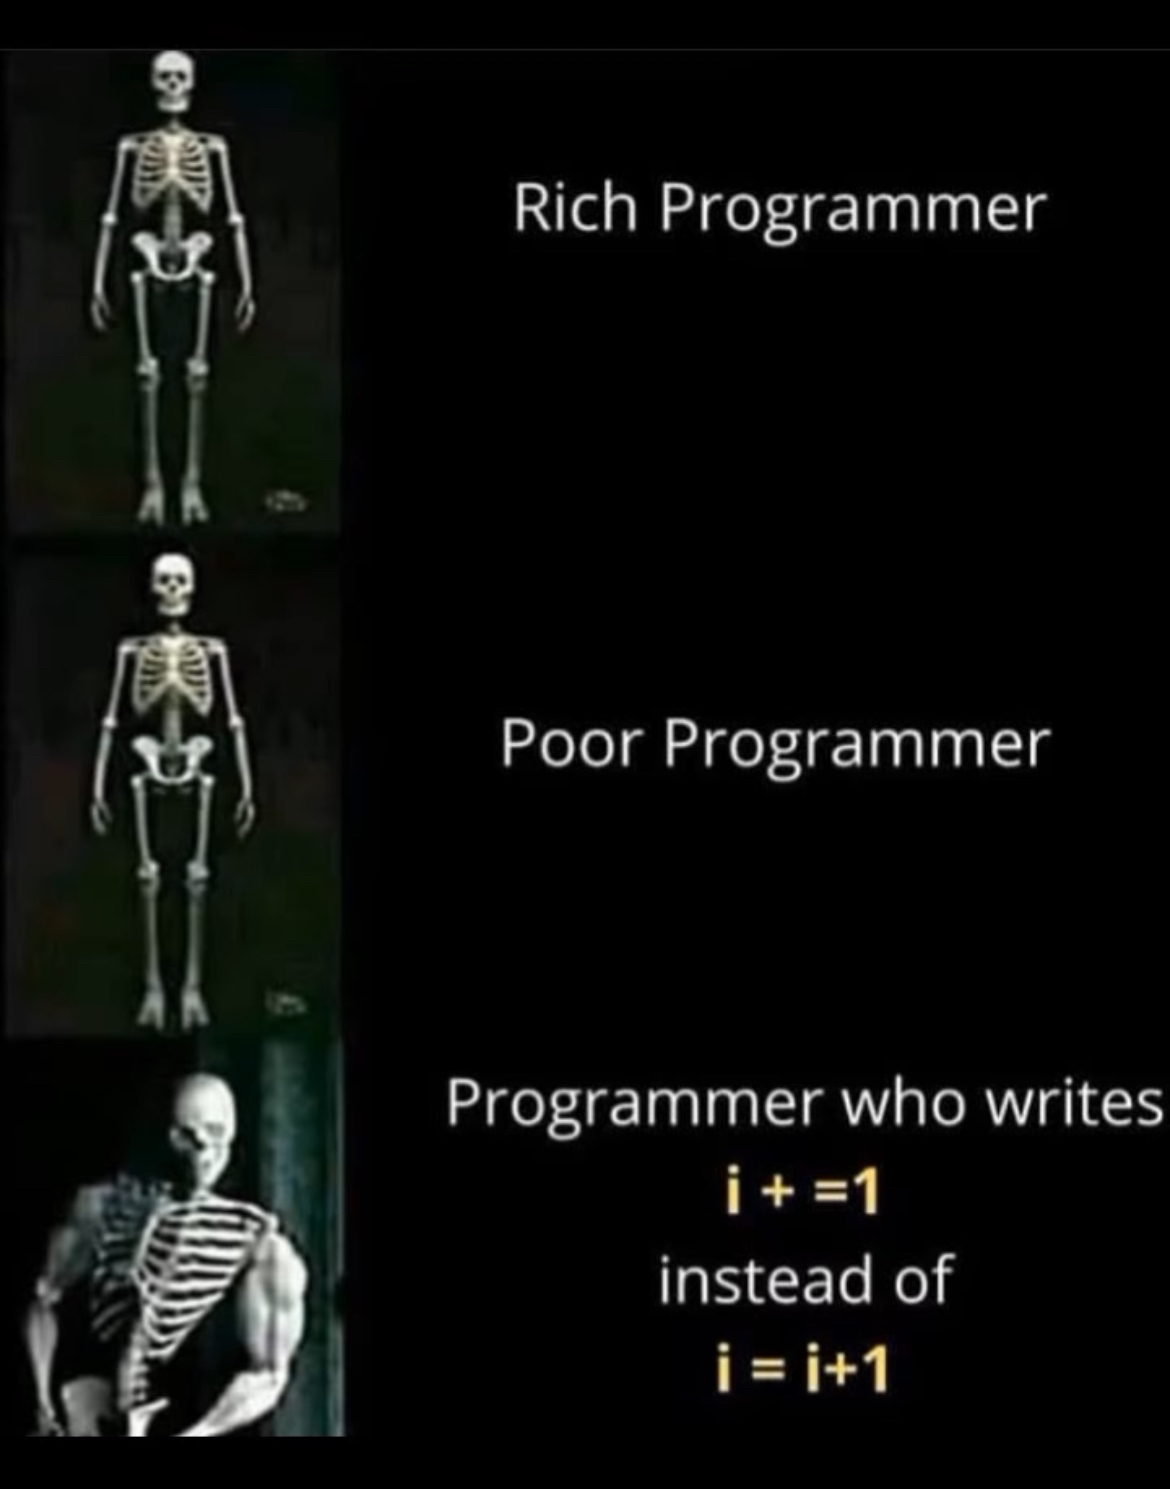 Rich Programmer
Poor Programmer
Programmer who writes
i + =1
instead of
i = i+1